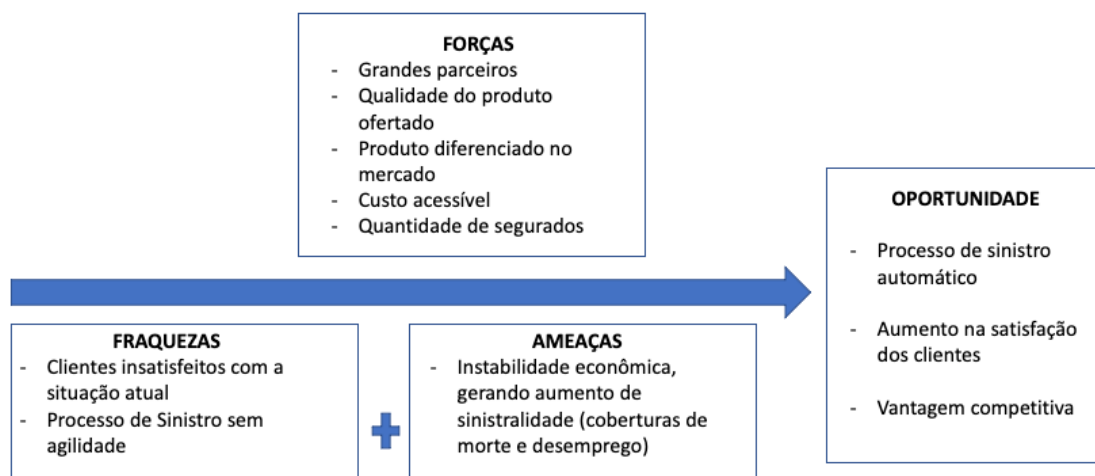 FORÇAS
- Grandes parceiros
- Qualidade do produto
ofertado
- Produto diferenciado no
mercado
- Custo acessível
- Quantidade de segurados
FRAQUEZAS
- Clientes insatisfeitos com a
situação atual
- Processo de Sinistro sem
agilidade
AMEAÇAS
- Instabilidade econômica,
gerando aumento de
sinistralidade (coberturas de
morte e desemprego)
OPORTUNIDADE
- Processo de sinistro
automático
- Aumento na satisfação
dos clientes
- Vantagem competitiva